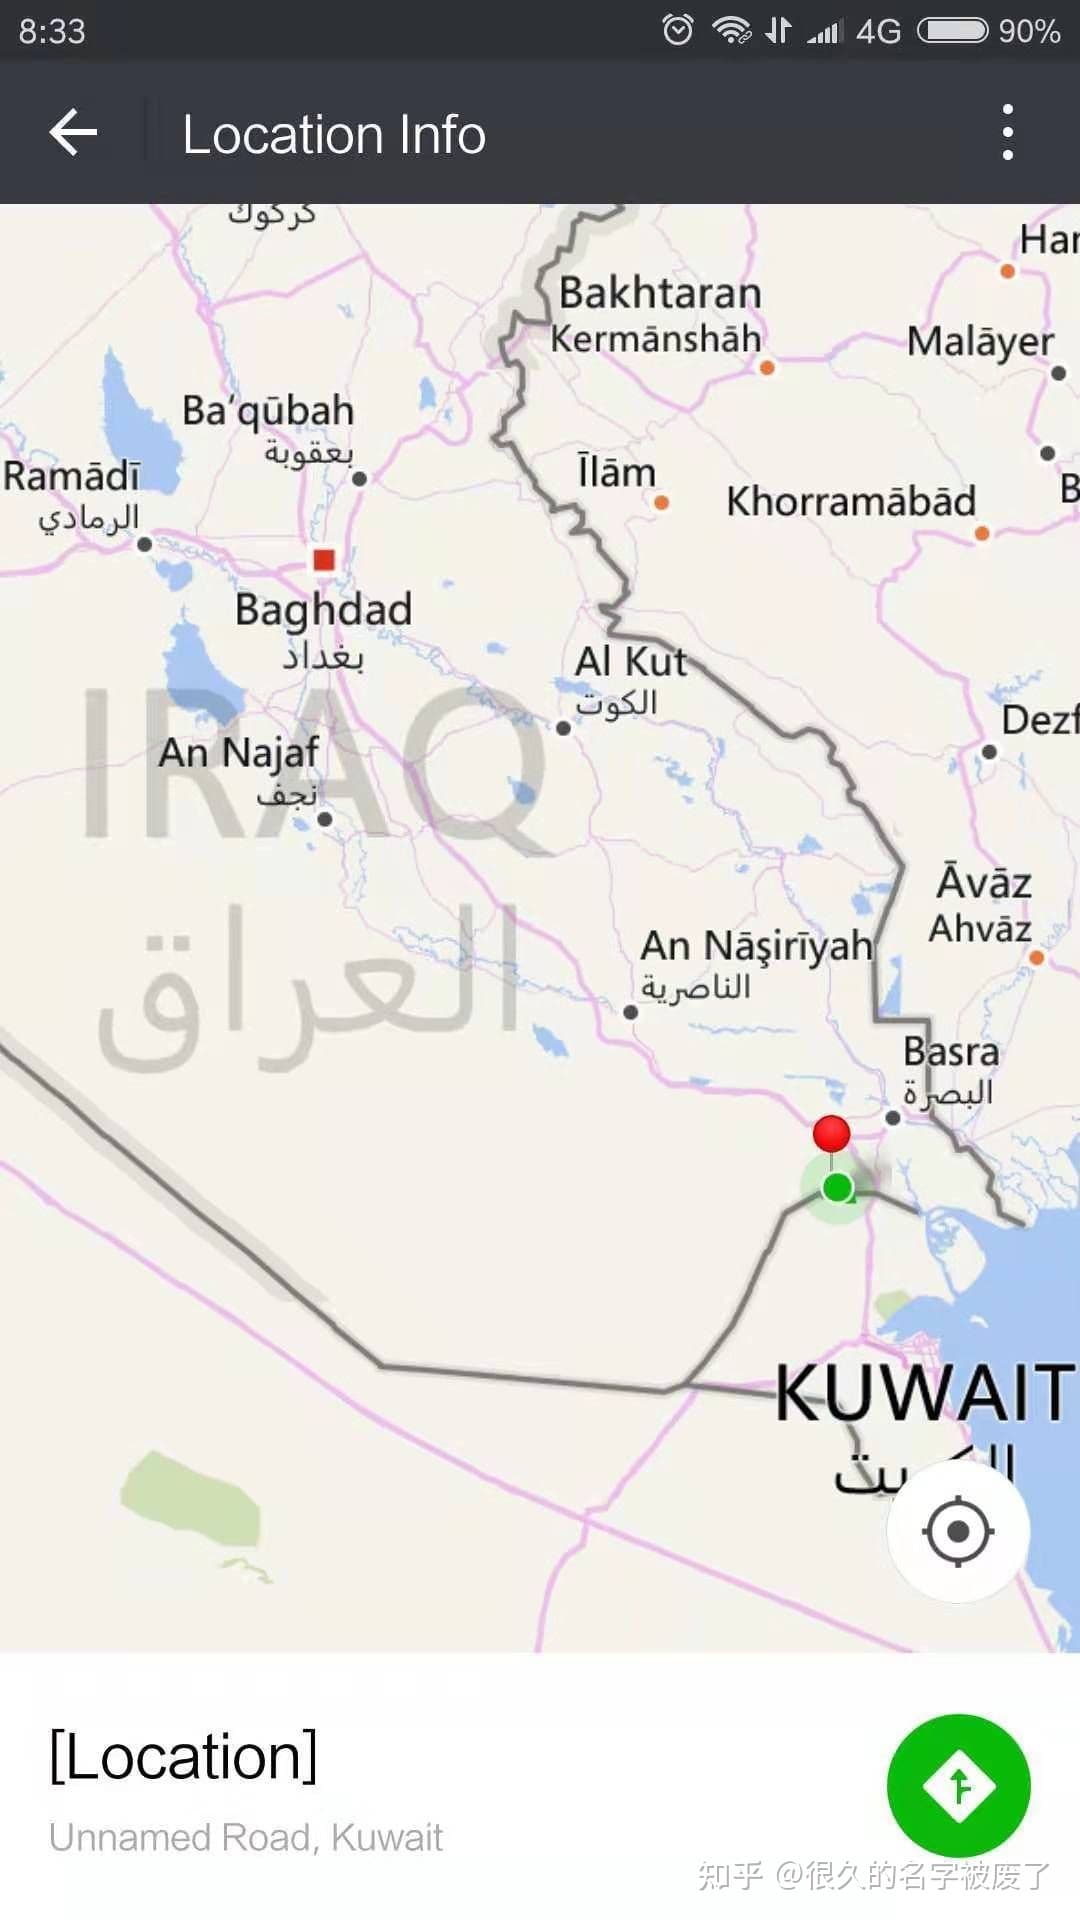 8:33
4G
90%
Location Info
كركوك
Har
Bakhtaran
Kermānshāh
Malāyer
Ba‘qūbah
بعقوبة
Ramādī
الرمادي
Īlām
Khorramābād
B
Baghdad
بغداد
Al Kut
الكوت
Dezf
IRAQ
An Najaf
نجف
Āvāz
Ahvāz
العراق
An Nāşirīyah
الناصرية
Basra
البصرة
KUWAIT
[Location]
Unnamed Road, Kuwait
知乎 @很久的名字被废了